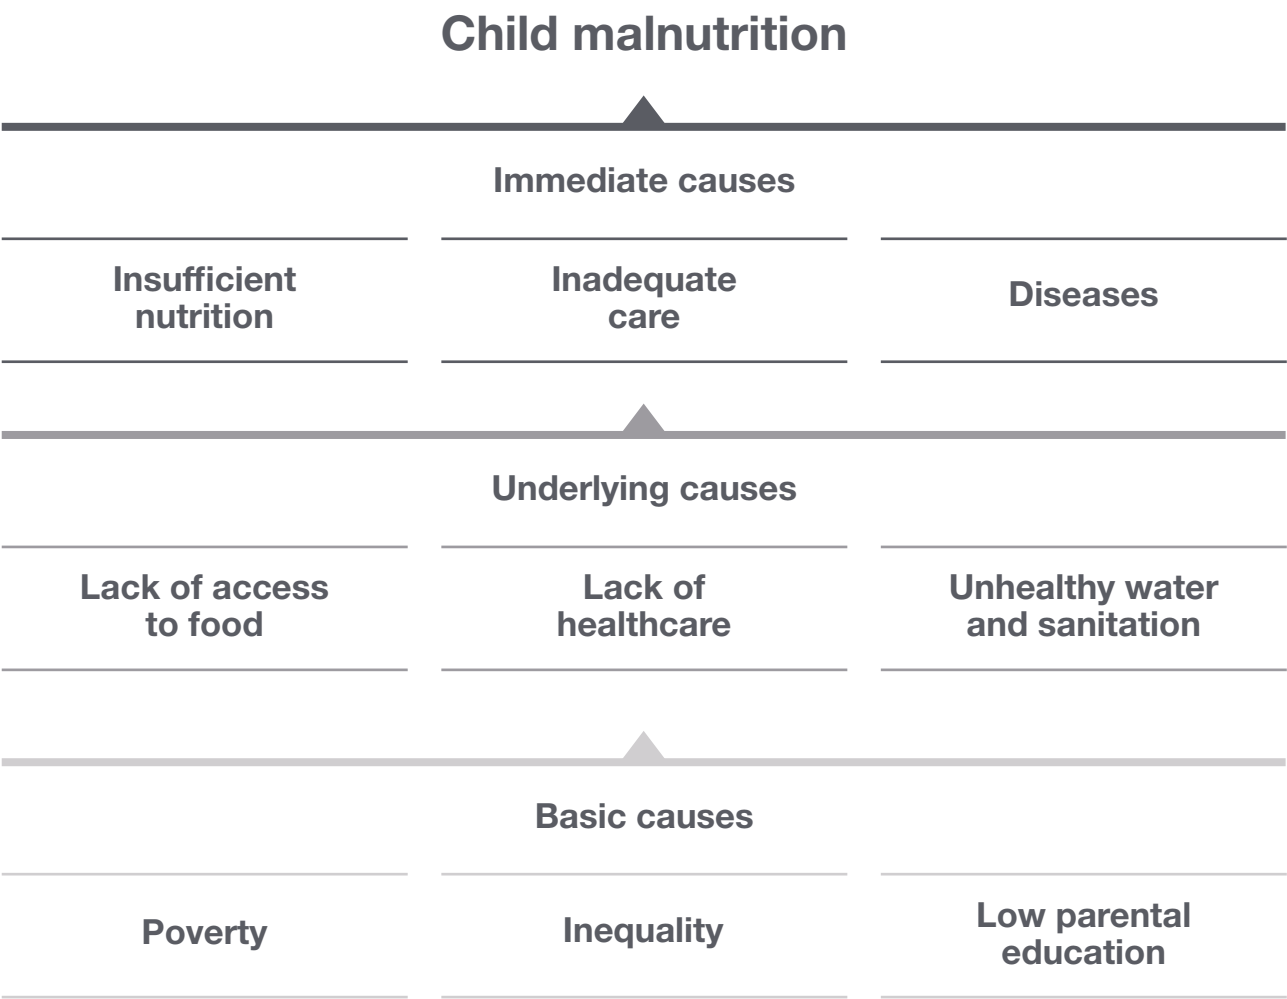 Child malnutrition
Immediate causes
Insufficient
nutrition
Inadequate
care
Diseases
Underlying causes
Lack of access
to food
Lack of
healthcare
Unhealthy water
and sanitation
Basic causes
Poverty
Inequality
Low parental
education